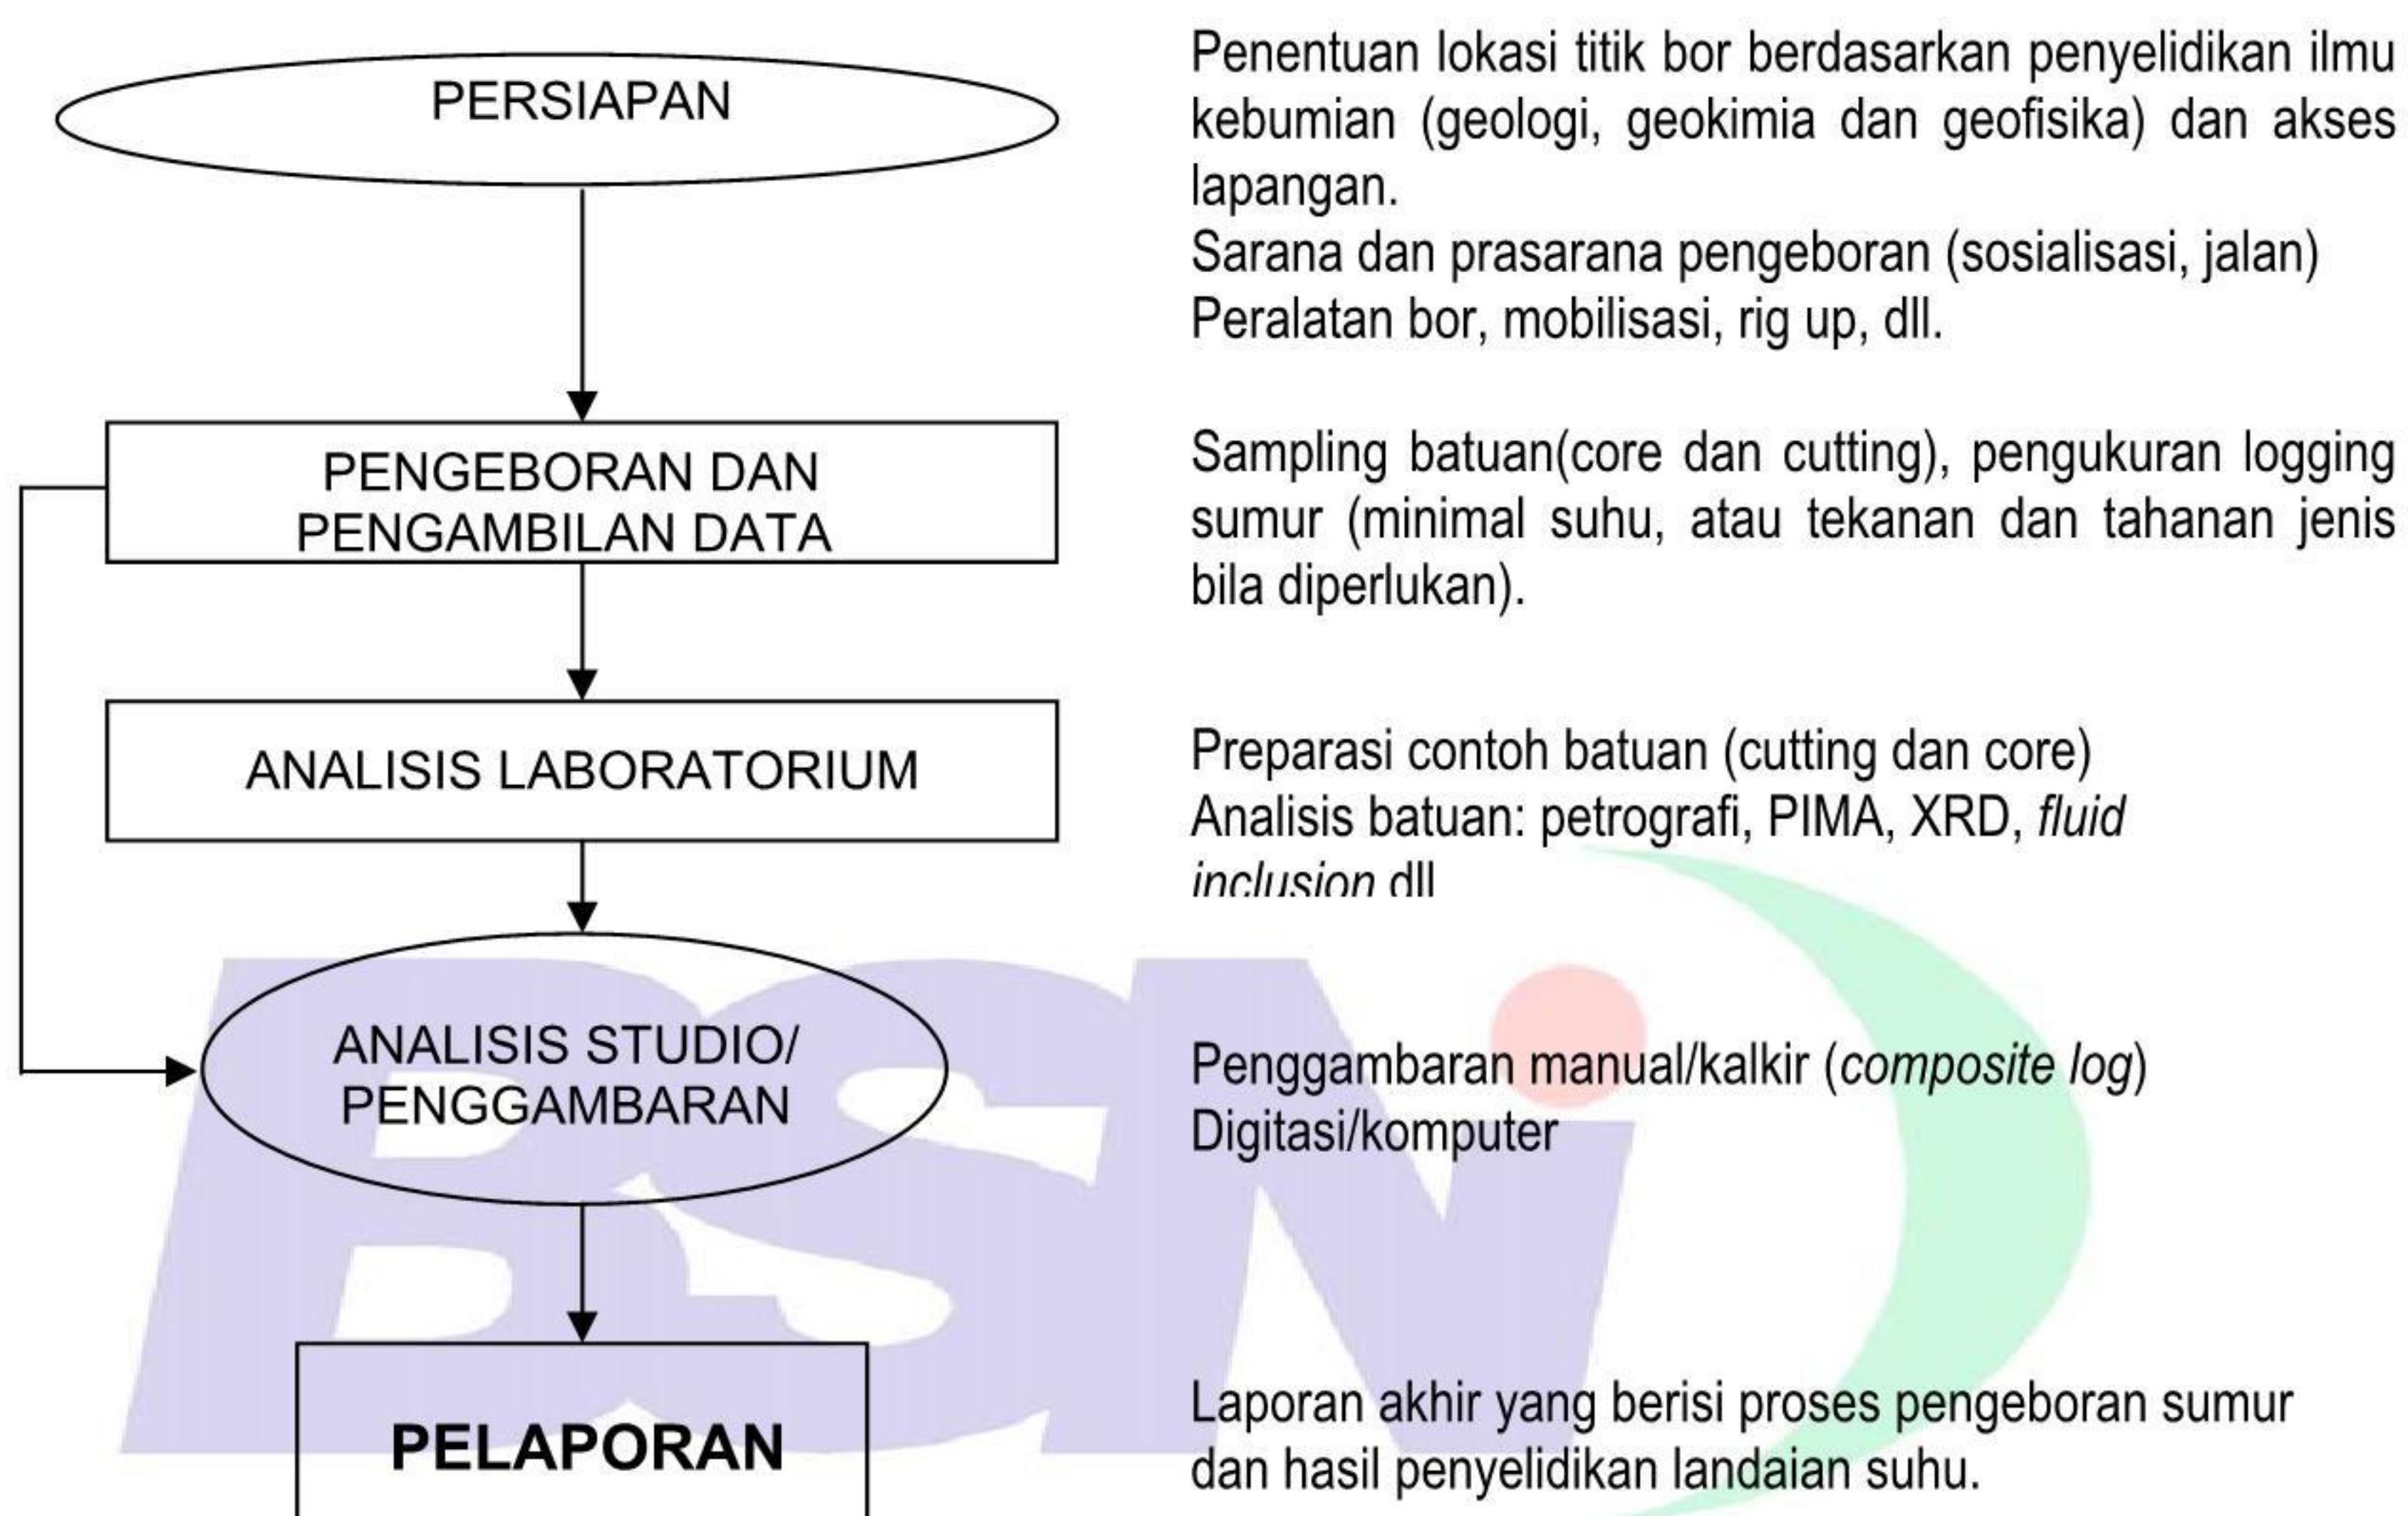 PERSIAPAN
Penentuan lokasi titik bor berdasarkan penyelidikan ilmu
kebumian (geologi, geokimia dan geofisika) dan akses
lapangan.
Sarana dan prasarana pengeboran (sosialisasi, jalan)
Peralatan bor, mobilisasi, rig up, dll.
PENGEBORAN DAN
PENGAMBILAN DATA
Sampling batuan(core dan cutting), pengukuran logging
sumur (minimal suhu, atau tekanan dan tahanan jenis
bila diperlukan).
ANALISIS LABORATORIUM
Preparasi contoh batuan (cutting dan core)
Analisis batuan: petrografi, PIMA, XRD, fluid
inclusion dll
ANALISIS STUDIO/
PENGGAMBARAN
Penggambaran manual/kalkir (composite log)
Digitasi/komputer
PELAPORAN
Laporan akhir yang berisi proses pengeboran sumur
dan hasil penyelidikan landaian suhu.
BSNi